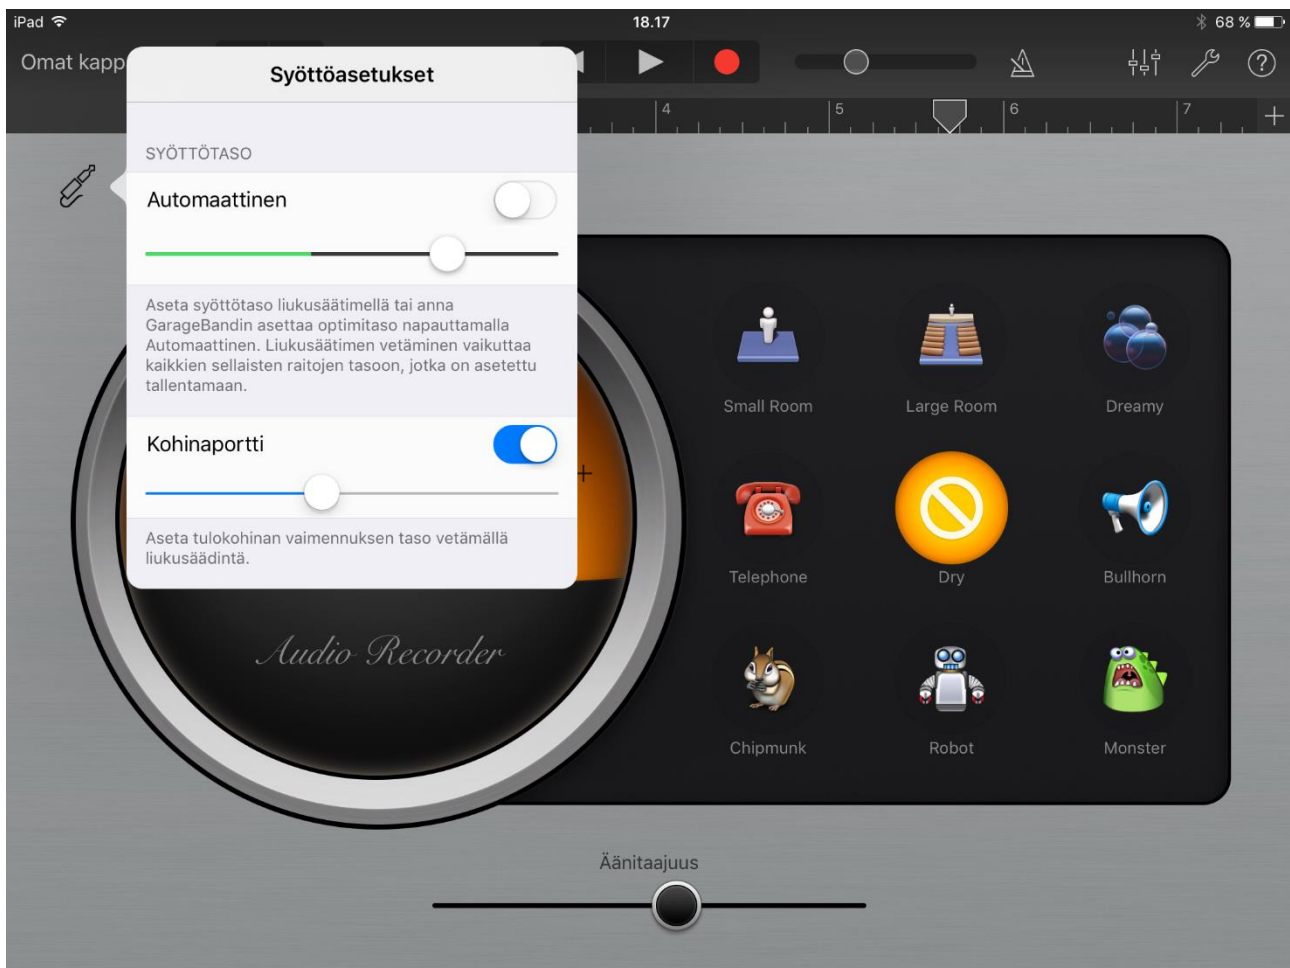 iPad 18.17 68 %
Omat kapp
Syöttöasetukset
4 5 6 7
SYÖTTÖTASO
Automaattinen
Aseta syöttötaso liukusäätimellä tai anna
GarageBandin asettaa optimitaso napauttamalla
Automaattinen. Liukusäätimen vetäminen vaikuttaa
kaikkien sellaisten raitojen tasoon, jotka on asetettu
tallentamaan.
Kohinaportti
Aseta tulokohinan vaimennuksen taso vetämällä
liukusäädintä.
Audio Recorder
Small Room Large Room Dreamy
Telephone Dry Bullhorn
Chipmunk Robot Monster
Äänitaajuus